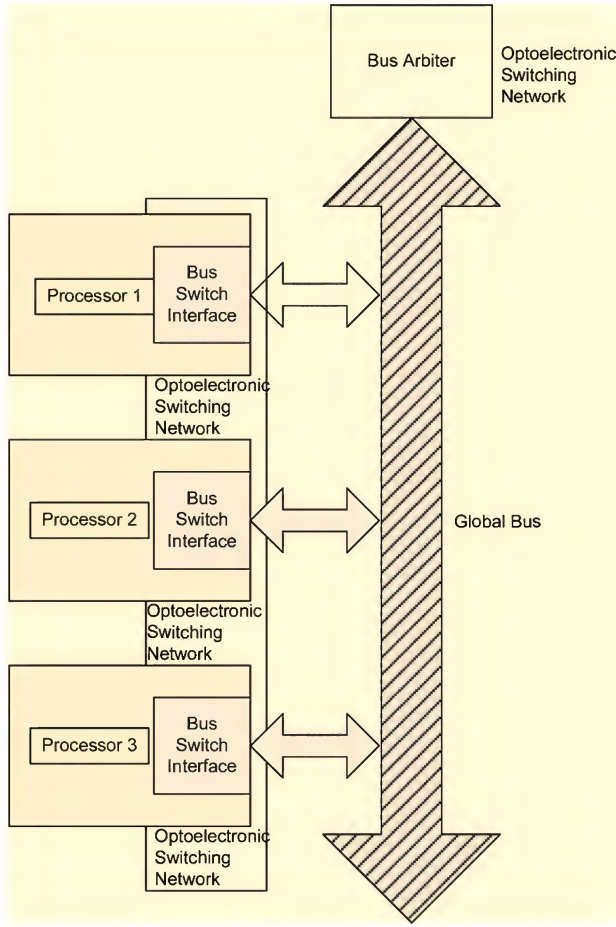 Bus Arbiter
Optoelectronic
Switching
Network
Bus
Switch
Interface
Processor 1
Optoelectronic
Switching
Network
Bus
Switch
Interface
Processor 2
Global Bus
Optoelectronic
Switching
Network
Bus
Switch
Interface
Processor 3
Optoelectronic
Switching
Network